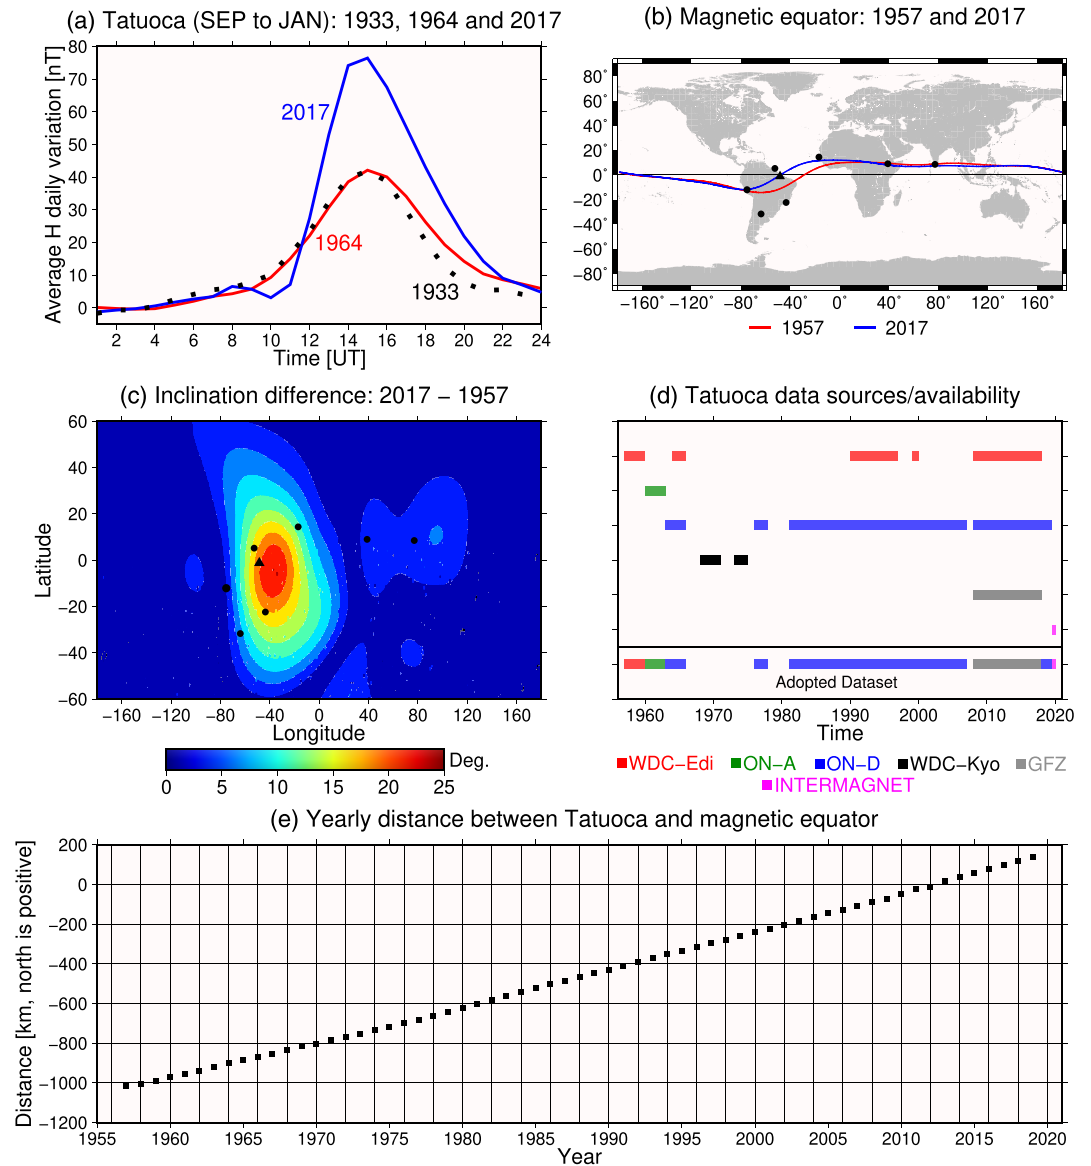 (a) Tatuoca (SEP to JAN): 1933, 1964 and 2017
Average H daily variation [nT]
80
70
60
50
40
30
20
10
0
2017
1964
1933
2 4 6 8 10 12 14 16 18 20 22 24
Time [UT]
(b) Magnetic equator: 1957 and 2017
80°
60°
40°
20°
0°
−20°
−40°
−60°
−80°
−160° −120° −80° −40° 0° 40° 80° 120° 160°
1957 2017
(c) Inclination difference: 2017 − 1957
Latitude
60
40
20
0
−20
−40
−60
−160 −120 −80 −40 0 40 80 120 160
Longitude
Deg.
0 5 10 15 20 25
(d) Tatuoca data sources/availability
Adopted Dataset
1960 1970 1980 1990 2000 2010 2020
Time
WDC−Edi ON−A ON−D WDC−Kyo GFZ
INTERMAGNET
(e) Yearly distance between Tatuoca and magnetic equator
Distance [km, north is positive]
200
0
−200
−400
−600
−800
−1000
−1200
1955 1960 1965 1970 1975 1980 1985 1990 1995 2000 2005 2010 2015 2020
Year